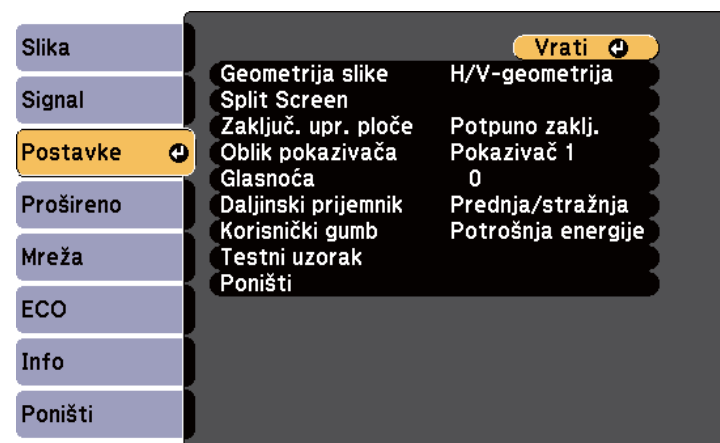 Slika
Signal
Postavke
Prošireno
Mreža
ECO
Info
Poništi
Vrati
Geometrija slike H/V-geometrija
Split Screen
Zaključ. upr. ploče Potpuno zaklj.
Oblik pokazivača Pokazivač 1
Glasnoća 0
Daljinski prijemnik Prednja/stražnja
Korisnički gumb Potrošnja energije
Testni uzorak
Poništi